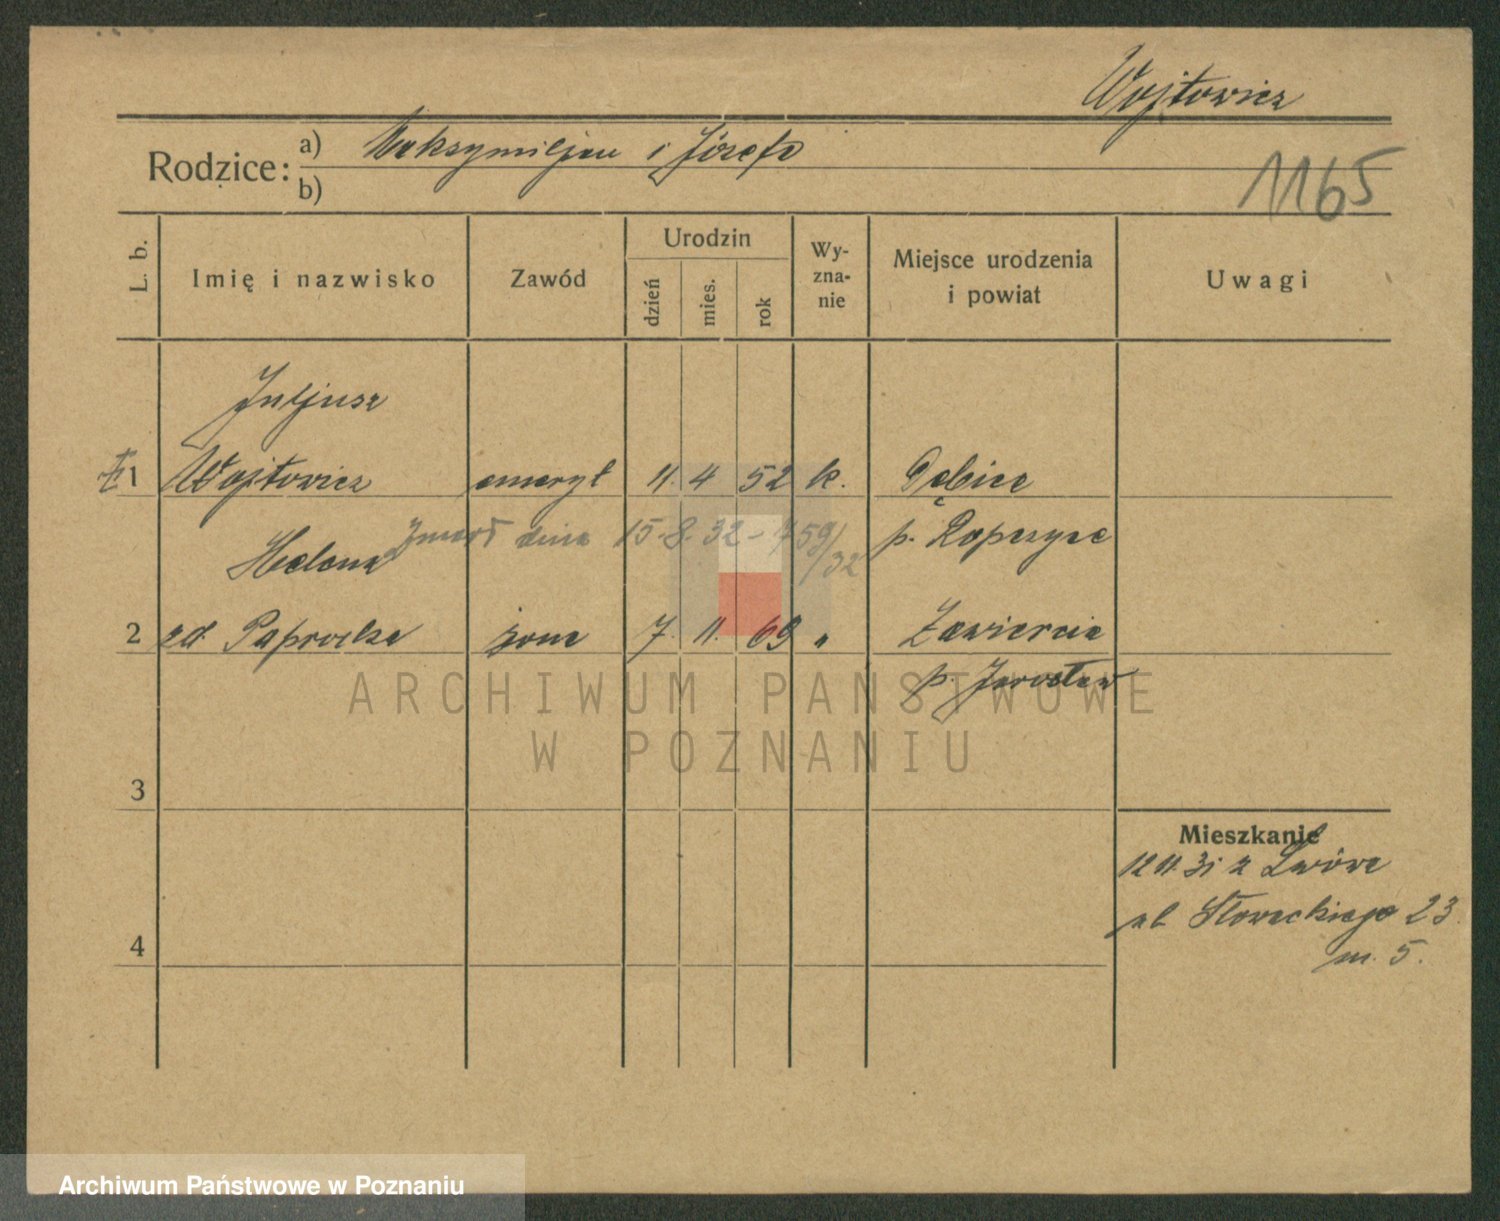 Wojtowicz
Rodzice: a) Maksymiljan i Józefa
b)
1165
L. b.
Imię i nazwisko
Zawód
Urodzin
dzień
mies.
rok
Wy-
zna-
nie
Miejsce urodzenia
i powiat
Uwagi
Juljusz
1 Wojtowicz emeryt 11. 4 52 k. Dębica
zmarł dnia 15. 8. 32 - 759/32 p. Ropczyce
Helena
2 zd. Paprocka żona 7. 11. 69 " Zawiercie
p. Jarosław
3
Mieszkanie
12 11 31 z Lwowa
ul. Słowackiego 23
m. 5.
4
ARCHIWUM PAŃSTWOWE
W POZNANIU
Archiwum Państwowe w Poznaniu